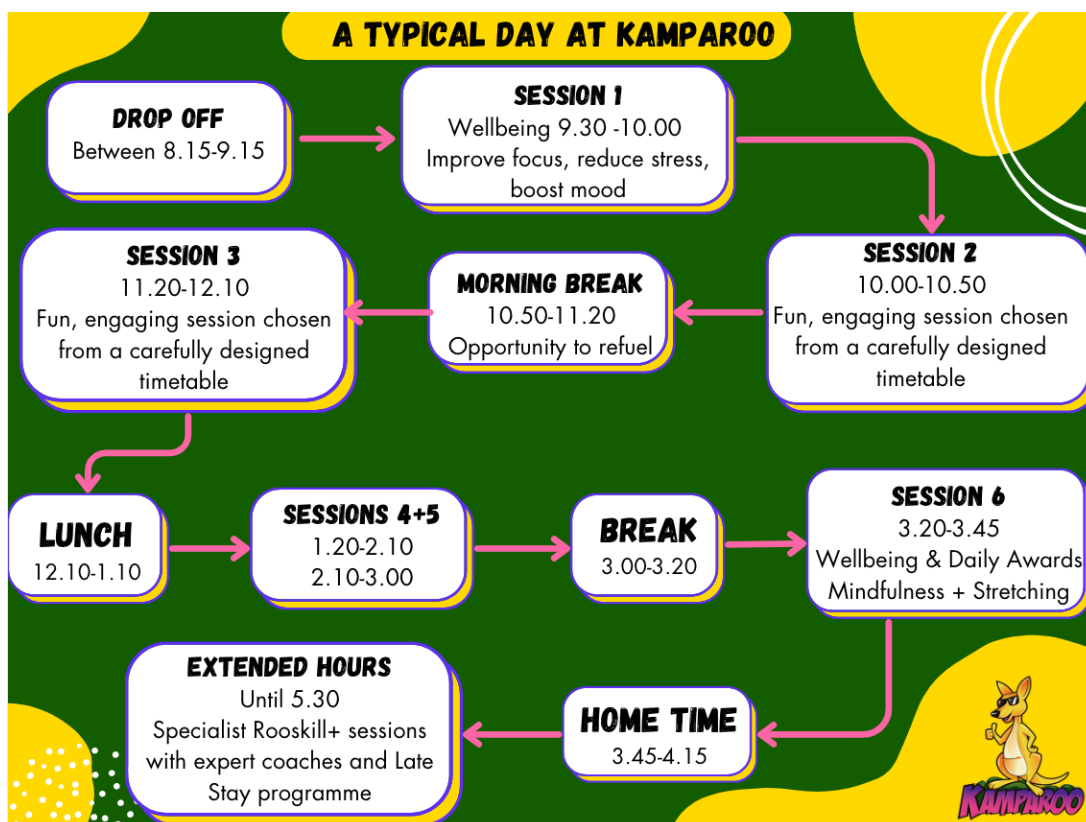 A TYPICAL DAY AT KAMPAROO
DROP OFF
Between 8.15-9.15
SESSION 1
Wellbeing 9.30 -10.00
Improve focus, reduce stress,
boost mood
SESSION 2
10.00-10.50
Fun, engaging session chosen
from a carefully designed
timetable
MORNING BREAK
10.50-11.20
Opportunity to refuel
SESSION 3
11.20-12.10
Fun, engaging session chosen
from a carefully designed
timetable
LUNCH
12.10-1.10
SESSIONS 4+5
1.20-2.10
2.10-3.00
BREAK
3.00-3.20
SESSION 6
3.20-3.45
Wellbeing & Daily Awards
Mindfulness + Stretching
HOME TIME
3.45-4.15
EXTENDED HOURS
Until 5.30
Specialist Rooskill+ sessions
with expert coaches and Late
Stay programme
KAMPAROO